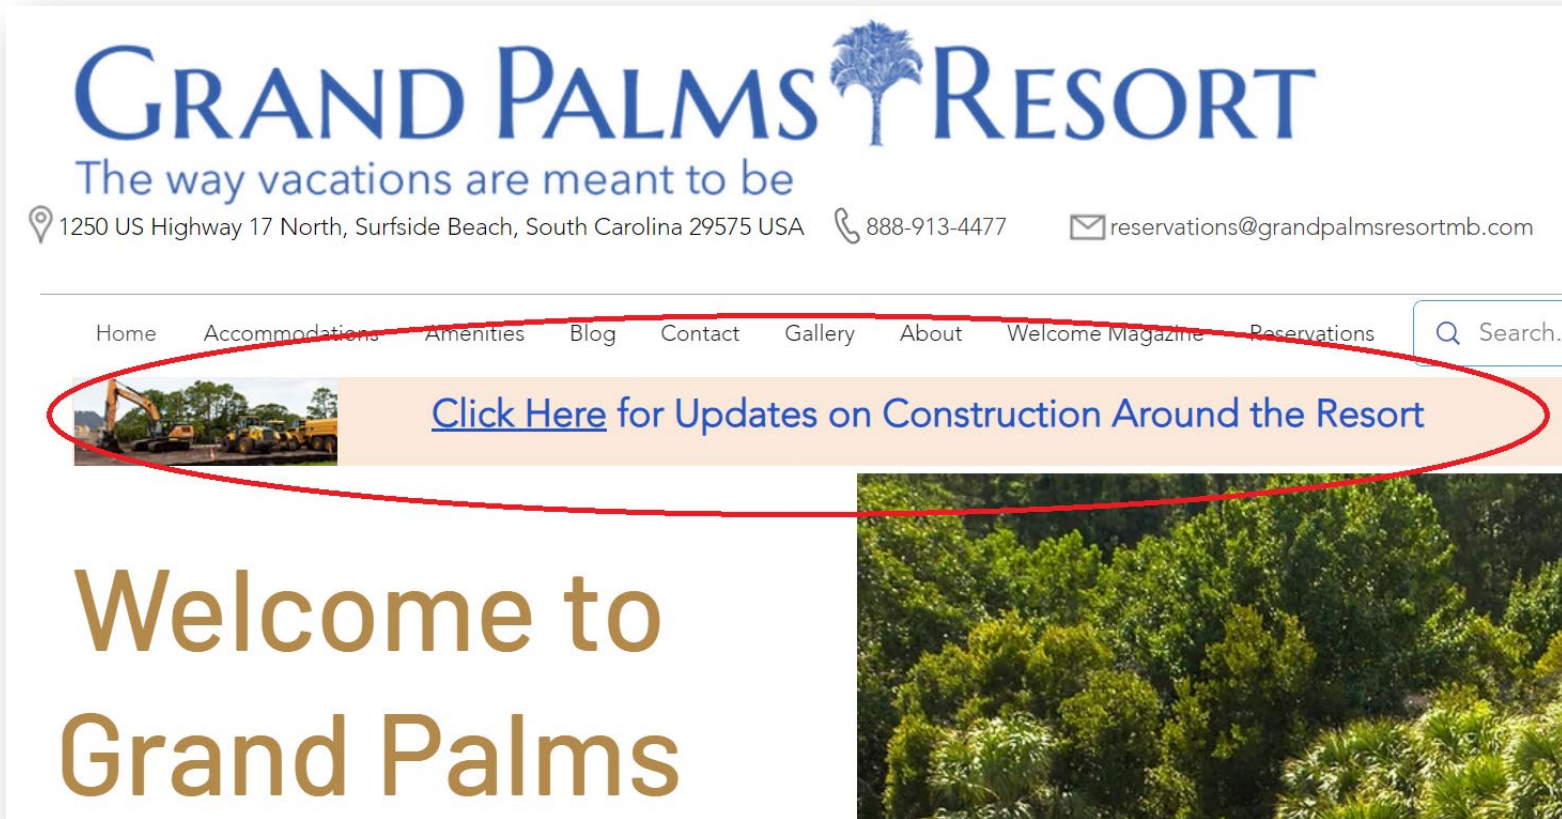 GRAND PALMS RESORT
The way vacations are meant to be
1250 US Highway 17 North, Surfside Beach, South Carolina 29575 USA 888-913-4477 reservations@grandpalmsresortmb.com
Home Accommodations Amenities Blog Contact Gallery About Welcome Magazine Reservations Search.
Click Here for Updates on Construction Around the Resort
Welcome to
Grand Palms